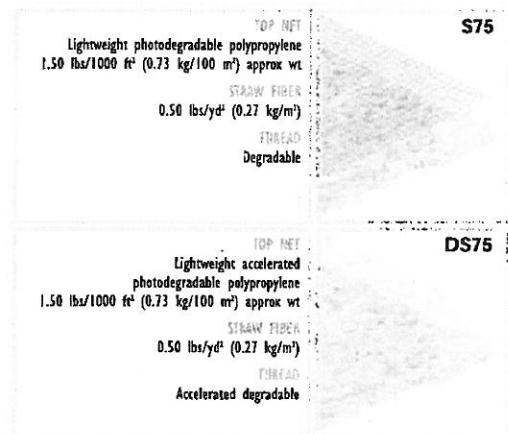 TOP NET
S75
Lightweight photodegradable polypropylene
1.50 lbs/1000 ft² (0.73 kg/100 m²) approx wt
STRAW FIBER
0.50 lbs/yd² (0.27 kg/m²)
THREAD
Degradable
TOP NET
DS75
Lightweight accelerated
photodegradable polypropylene
1.50 lbs/1000 ft² (0.73 kg/100 m²) approx wt
STRAW FIBER
0.50 lbs/yd² (0.27 kg/m²)
THREAD
Accelerated degradable